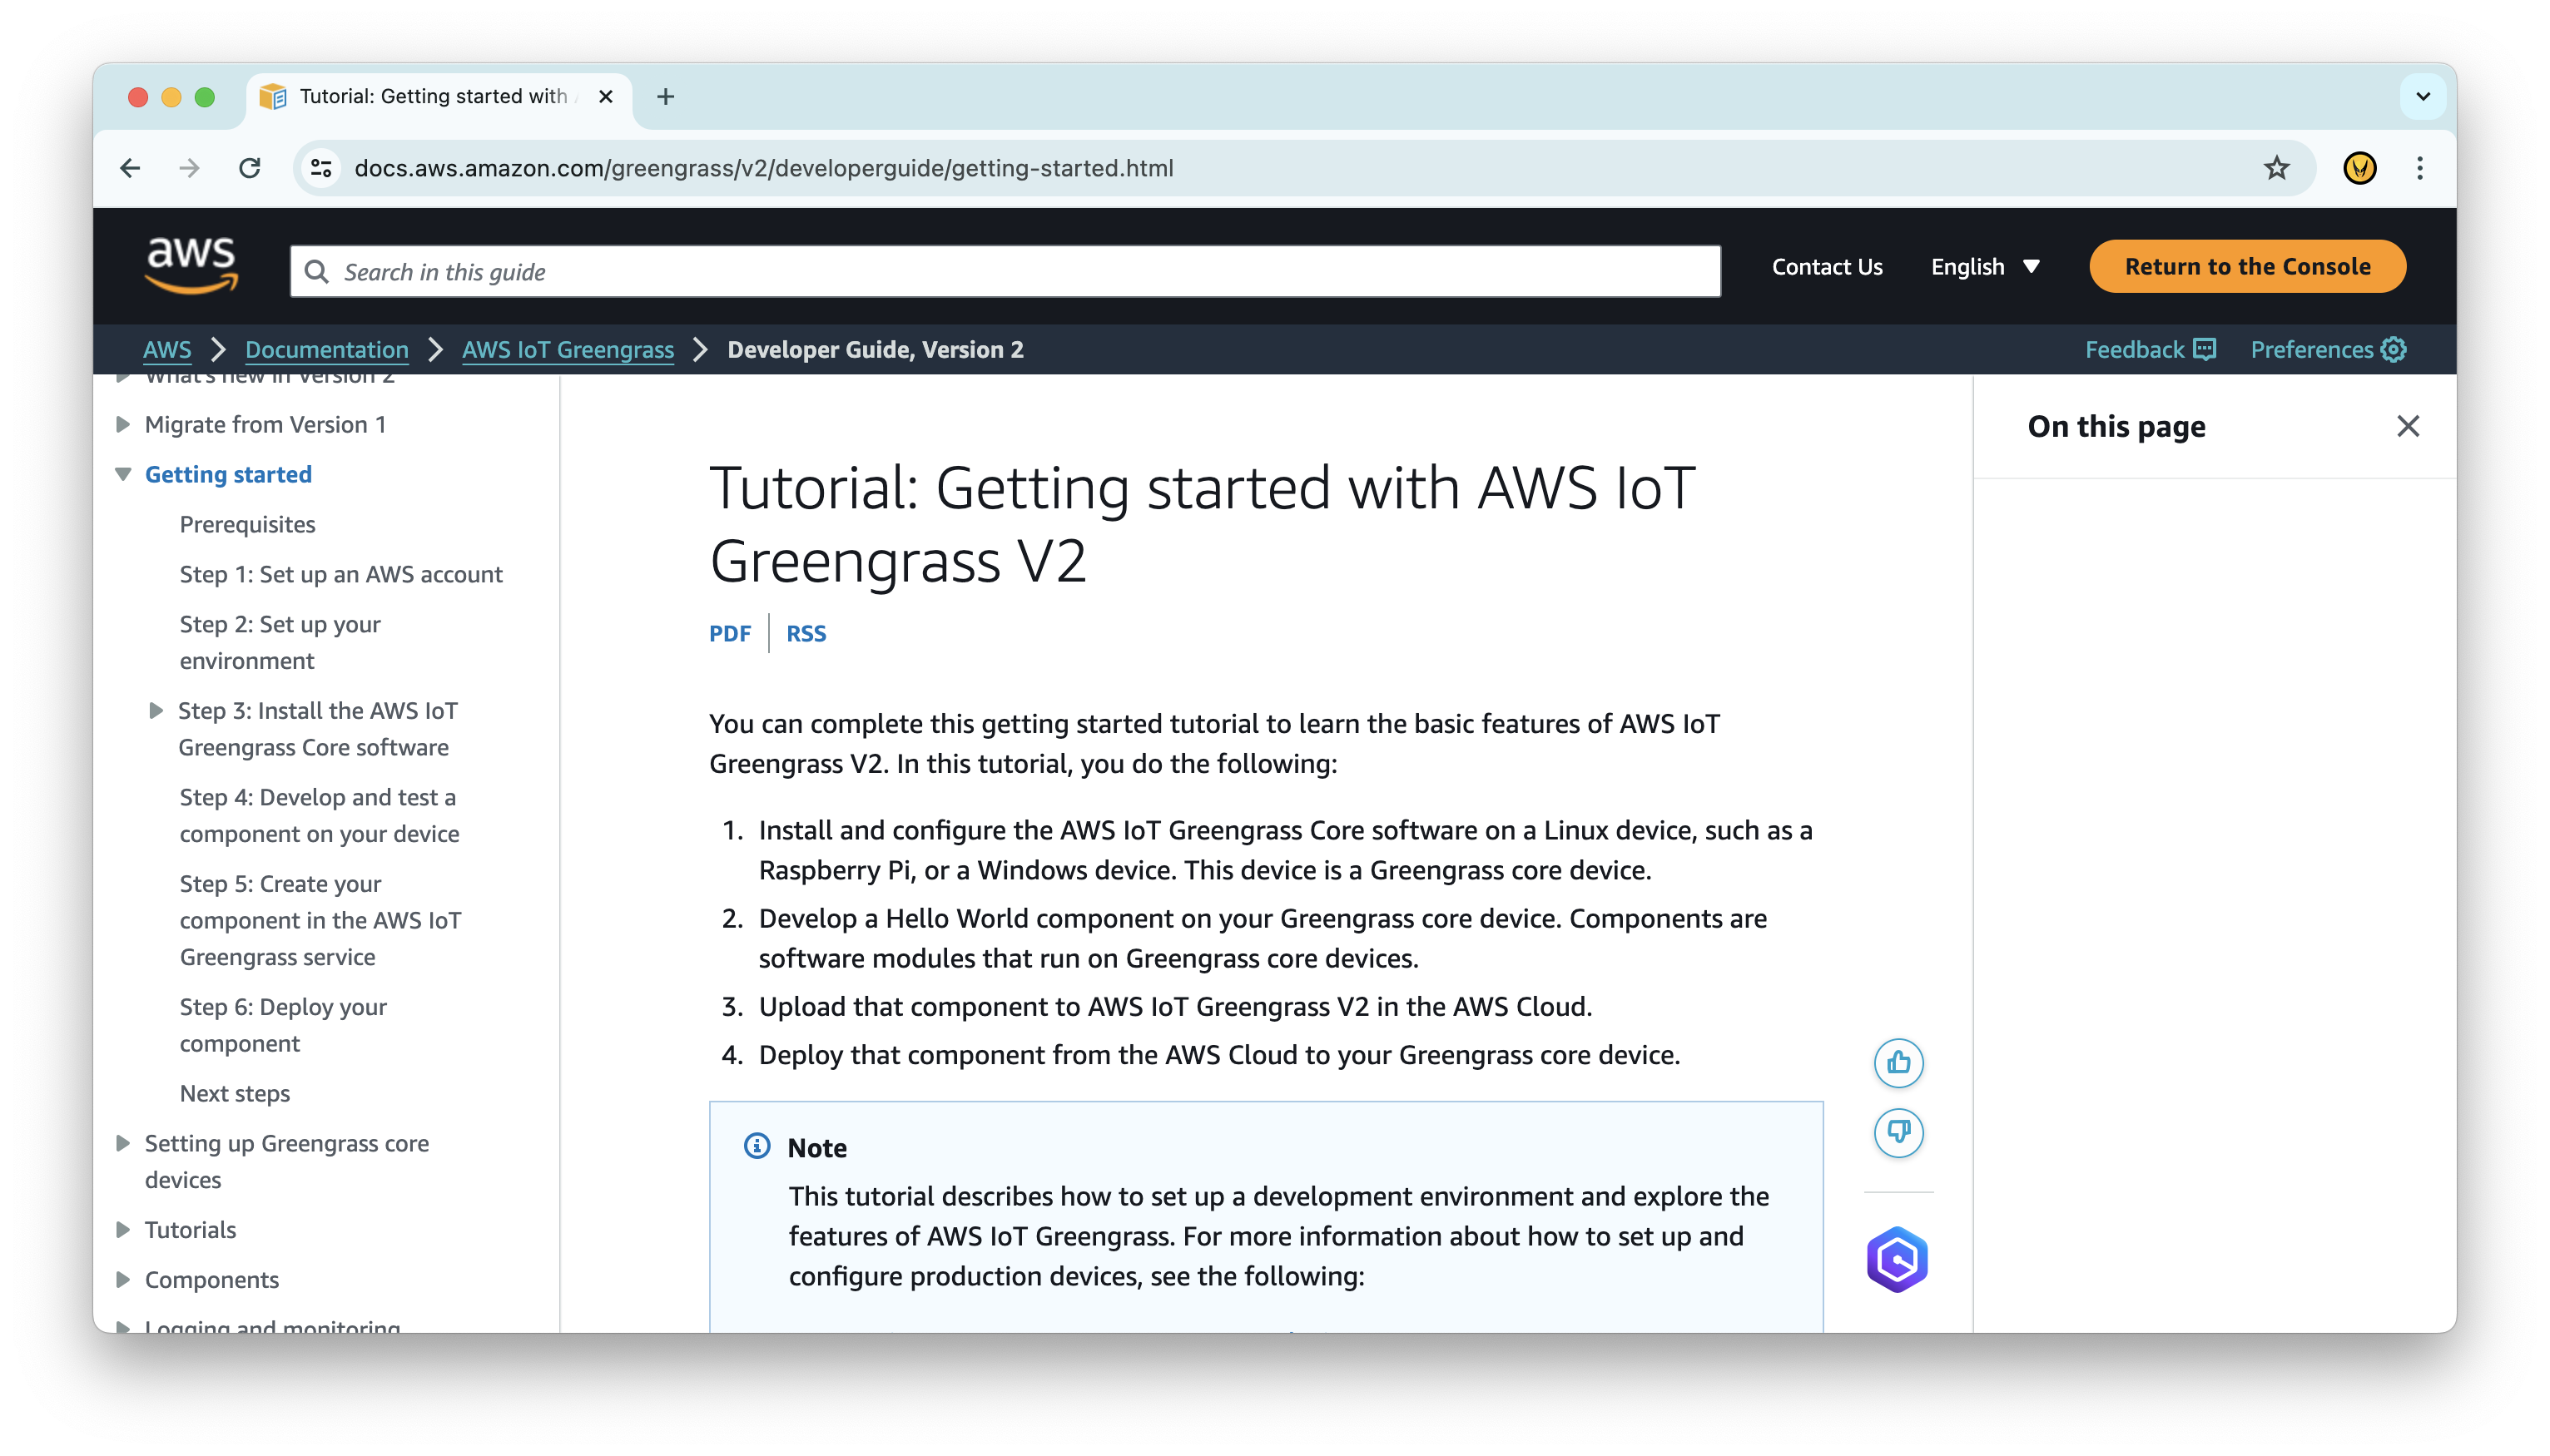 Tutorial: Getting started with
docs.aws.amazon.com/greengrass/v2/developerguide/getting-started.html
aws
Search in this guide
Contact Us
English
Return to the Console
AWS
Documentation
AWS IoT Greengrass
Developer Guide, Version 2
Feedback
Preferences
What's new in Version 2
Migrate from Version 1
Getting started
Prerequisites
Step 1: Set up an AWS account
Step 2: Set up your
environment
Step 3: Install the AWS IoT
Greengrass Core software
Step 4: Develop and test a
component on your device
Step 5: Create your
component in the AWS IoT
Greengrass service
Step 6: Deploy your
component
Next steps
Setting up Greengrass core
devices
Tutorials
Components
Logging and monitoring
Tutorial: Getting started with AWS IoT
Greengrass V2
PDF
RSS
You can complete this getting started tutorial to learn the basic features of AWS IoT
Greengrass V2. In this tutorial, you do the following:
1. Install and configure the AWS IoT Greengrass Core software on a Linux device, such as a
Raspberry Pi, or a Windows device. This device is a Greengrass core device.
2. Develop a Hello World component on your Greengrass core device. Components are
software modules that run on Greengrass core devices.
3. Upload that component to AWS IoT Greengrass V2 in the AWS Cloud.
4. Deploy that component from the AWS Cloud to your Greengrass core device.
Note
This tutorial describes how to set up a development environment and explore the
features of AWS IoT Greengrass. For more information about how to set up and
configure production devices, see the following:
On this page